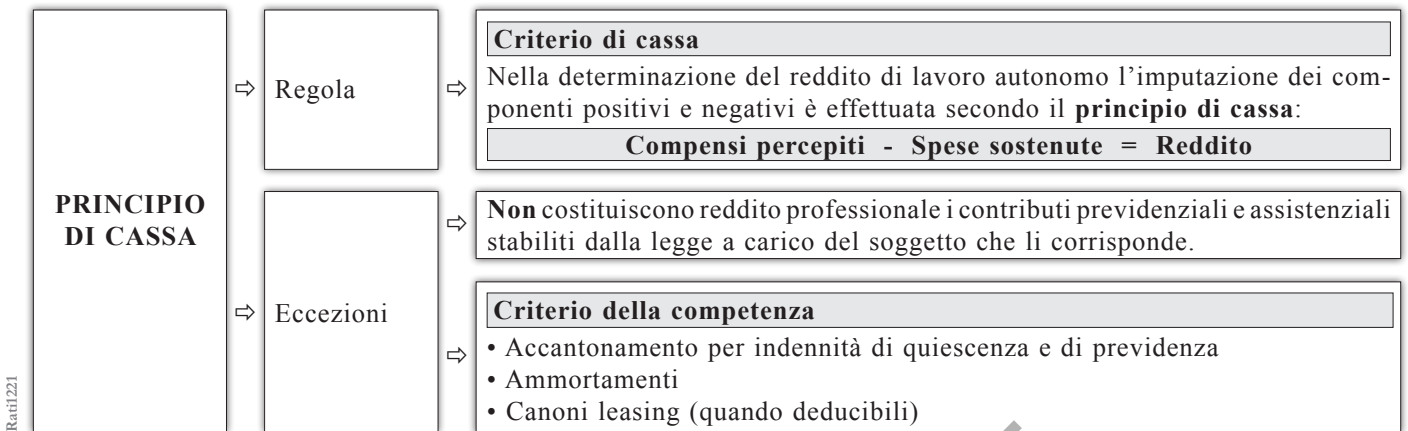 PRINCIPIO
DI CASSA
⇨
Regola
⇨
Criterio di cassa
Nella determinazione del reddito di lavoro autonomo l’imputazione dei com-
ponenti positivi e negativi è effettuata secondo il principio di cassa:
Compensi percepiti - Spese sostenute = Reddito
⇨
Eccezioni
⇨
Non costituiscono reddito professionale i contributi previdenziali e assistenziali
stabiliti dalla legge a carico del soggetto che li corrisponde.
⇨
Criterio della competenza
• Accantonamento per indennità di quiescenza e di previdenza
• Ammortamenti
• Canoni leasing (quando deducibili)
Rati1221